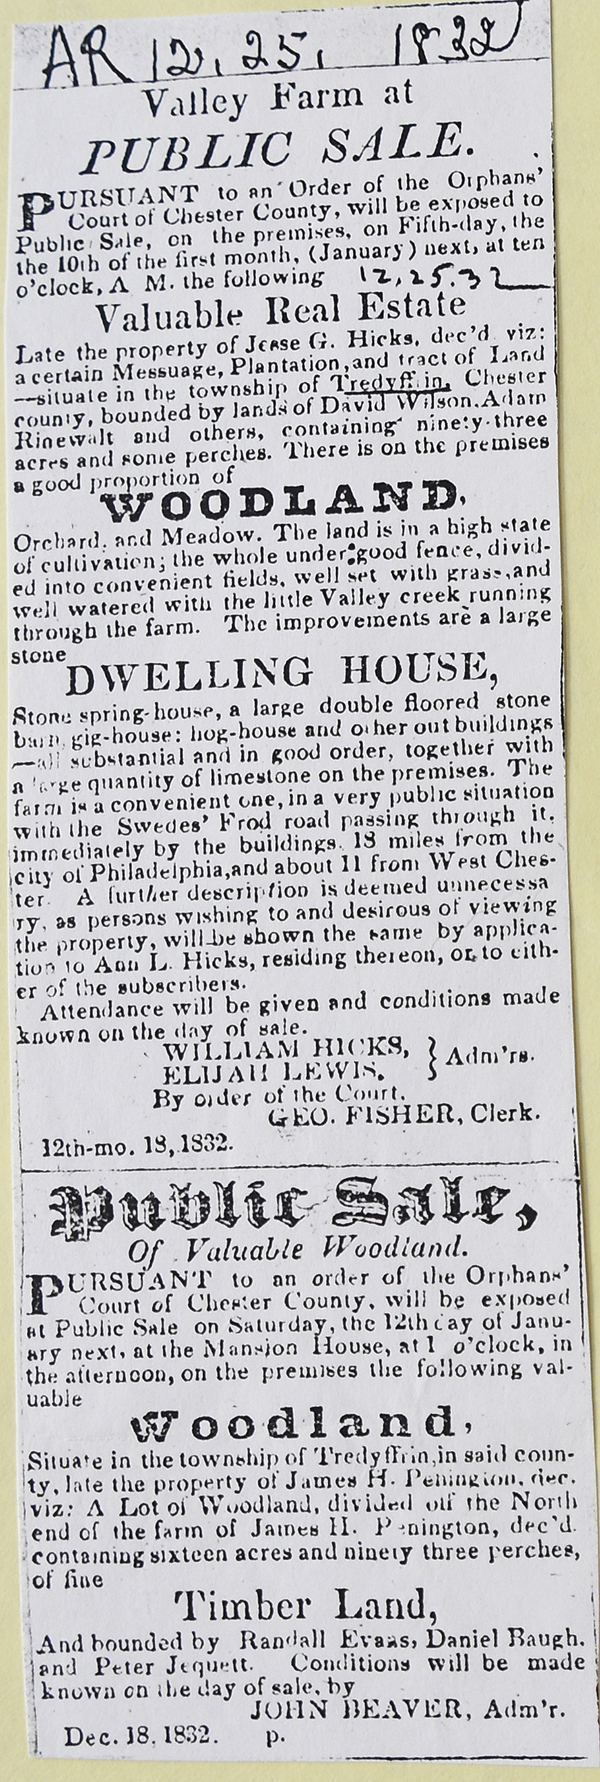 AR 12, 25, 1832
Valley Farm at
PUBLIC SALE.
PURSUANT to an Order of the Orphans'
Court of Chester County, will be exposed to
Public Sale, on the premises, on Fifth-day, the
the 10th of the first month, (January) next, at ten
o'clock, A M. the following 12,25.32
Valuable Real Estate
Late the property of Jesse G. Hicks, dec'd. viz:
a certain Messuage, Plantation, and tract of Land
—situate in the township of Tredyffrin, Chester
county, bounded by lands of David Wilson, Adam
Rinewalt and others, containing ninety-three
acres and some perches. There is on the premises
a good proportion of
WOODLAND,
Orchard, and Meadow. The land is in a high state
of cultivation; the whole under good fence, divid-
ed into convenient fields, well set with grass, and
well watered with the little Valley creek running
through the farm. The improvements are a large
stone
DWELLING HOUSE,
Stone spring-house, a large double floored stone
barn, gig-house; hog-house and other out buildings
—all substantial and in good order, together with
a large quantity of limestone on the premises. The
farm is a convenient one, in a very public situation
with the Swedes' Frod road passing through it,
immediately by the buildings. 18 miles from the
city of Philadelphia, and about 11 from West Ches-
ter. A further description is deemed unnecessa
ry, as persons wishing to and desirous of viewing
the property, will be shown the same by applica-
tion to Ann L. Hicks, residing thereon, or to eith-
er of the subscribers.
Attendance will be given and conditions made
known on the day of sale.
WILLIAM HICKS, } Adm'rs.
ELIJAH LEWIS.
By order of the Court.
GEO. FISHER, Clerk.
12th-mo. 18, 1832.
Public Sale,
Of Valuable Woodland.
PURSUANT to an order of the Orphans'
Court of Chester County, will be exposed
at Public Sale on Saturday, the 12th day of Janu-
ary next, at the Mansion House, at 1 o'clock, in
the afternoon, on the premises the following val-
uable
Woodland,
Situate in the township of Tredyffrin, in said coun-
ty, late the property of James H. Penington, dec.
viz: A Lot of Woodland, divided off the North
end of the farm of James H. Penington, dec'd.
containing sixteen acres and ninety three perches,
of fine
Timber Land,
And bounded by Randall Evans, Daniel Baugh,
and Peter Jequett. Conditions will be made
known on the day of sale, by
JOHN BEAVER, Adm'r.
Dec. 18, 1832. p.